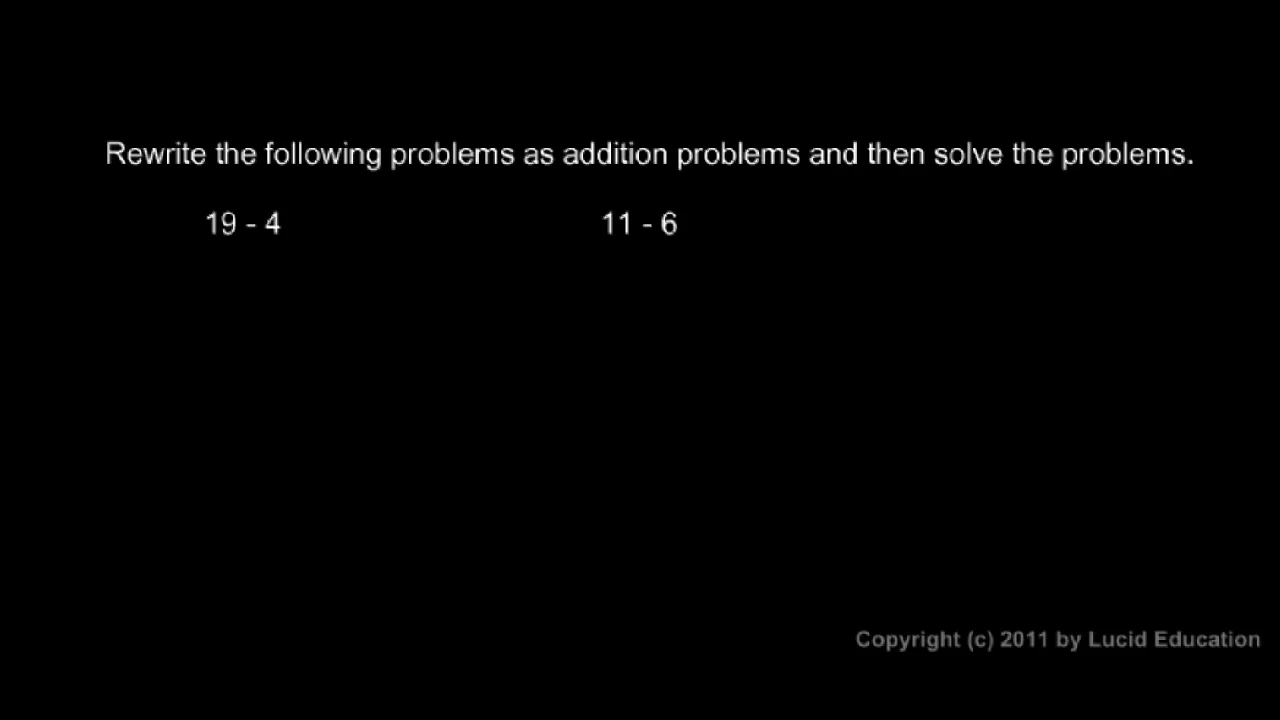 Rewrite the following problems as addition problems and then solve the problems.
19 - 4 11 - 6
Copyright (c) 2011 by Lucid Education